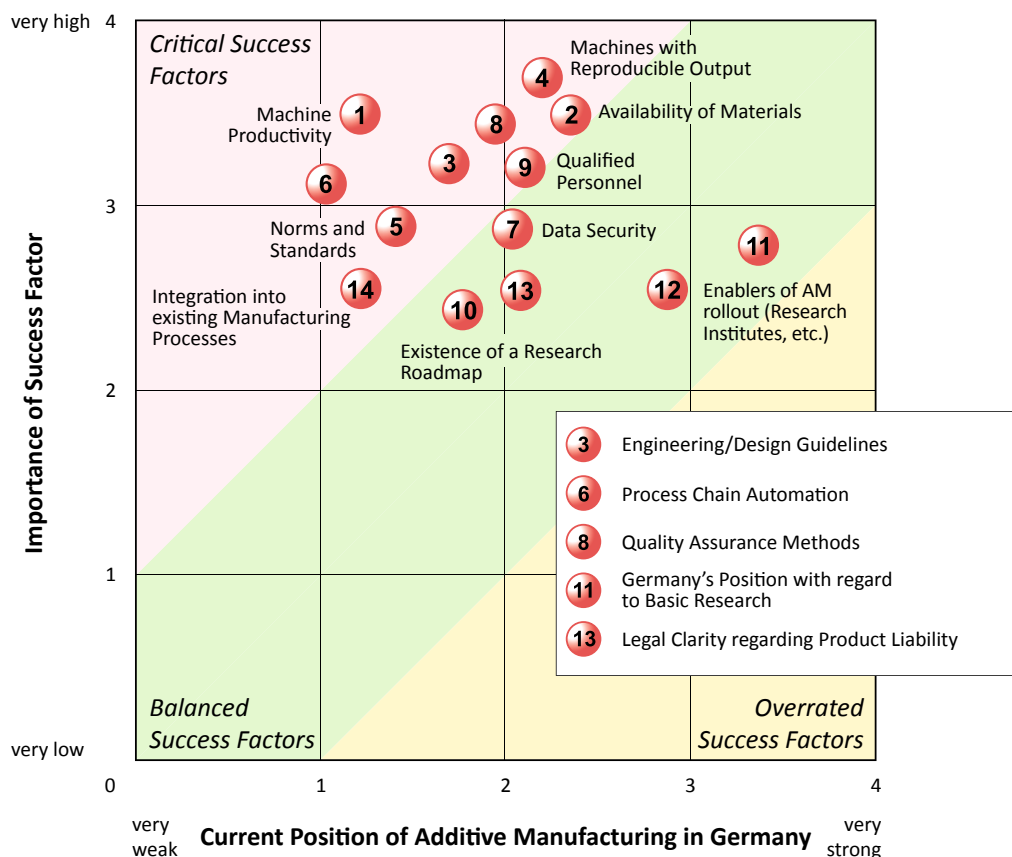 very high
4
Critical Success
Factors
Machines with
Reproducible Output
4
1
2
Availability of Materials
Machine
Productivity
8
3
9
Qualified
Personnel
6
3
Norms and
Standards
5
7
Data Security
11
14
13
12
Enablers of AM
rollout (Research
Institutes, etc.)
Integration into
existing Manufacturing
Processes
10
Existence of a Research
Roadmap
2
3
Engineering/Design Guidelines
6
Process Chain Automation
8
Quality Assurance Methods
1
11
Germany’s Position with regard
to Basic Research
13
Legal Clarity regarding Product Liability
Balanced
Success Factors
Overrated
Success Factors
very low
0
1
2
3
4
very
weak
Current Position of Additive Manufacturing in Germany
very
strong
Importance of Success Factor